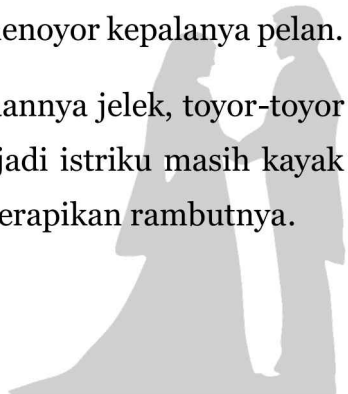 enoyor kepalanya pelan.
annya jelek, toyor-toyor
jadi istriku masih kayak
erapikan rambutnya.